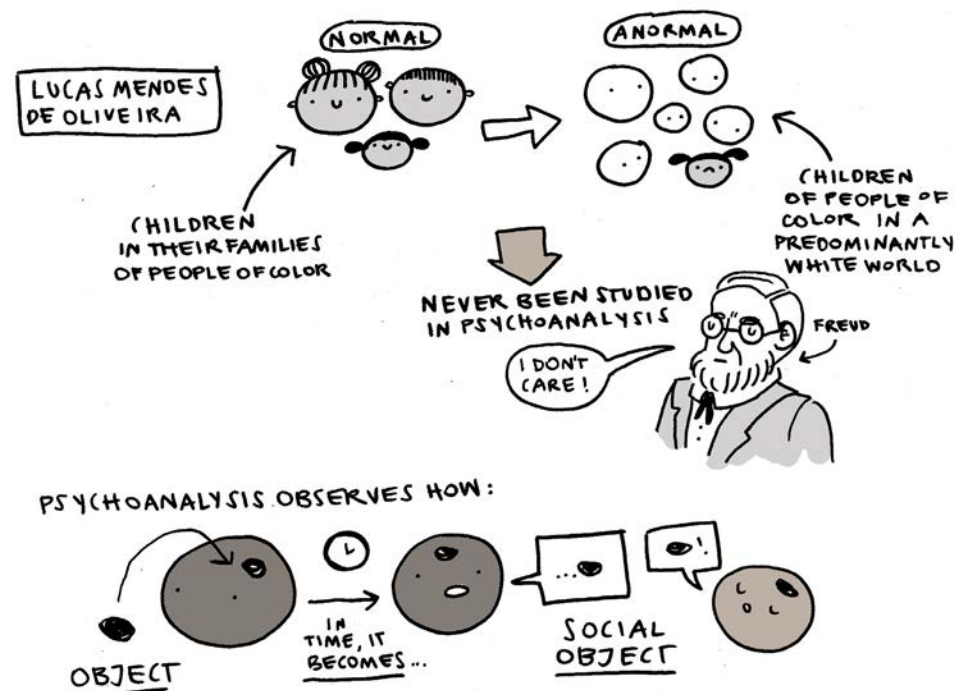 LUCAS MENDES
DE OLIVEIRA
NORMAL
ANORMAL
CHILDREN
IN THEIR FAMILIES
OF PEOPLE OF COLOR
CHILDREN
OF PEOPLE OF
COLOR IN A
PREDOMINANTLY
WHITE WORLD
NEVER BEEN STUDIED
IN PSYCHOANALYSIS
I DON'T
CARE!
FREUD
PSYCHOANALYSIS OBSERVES HOW:
OBJECT
IN
TIME, IT
BECOMES...
...
!
SOCIAL
OBJECT